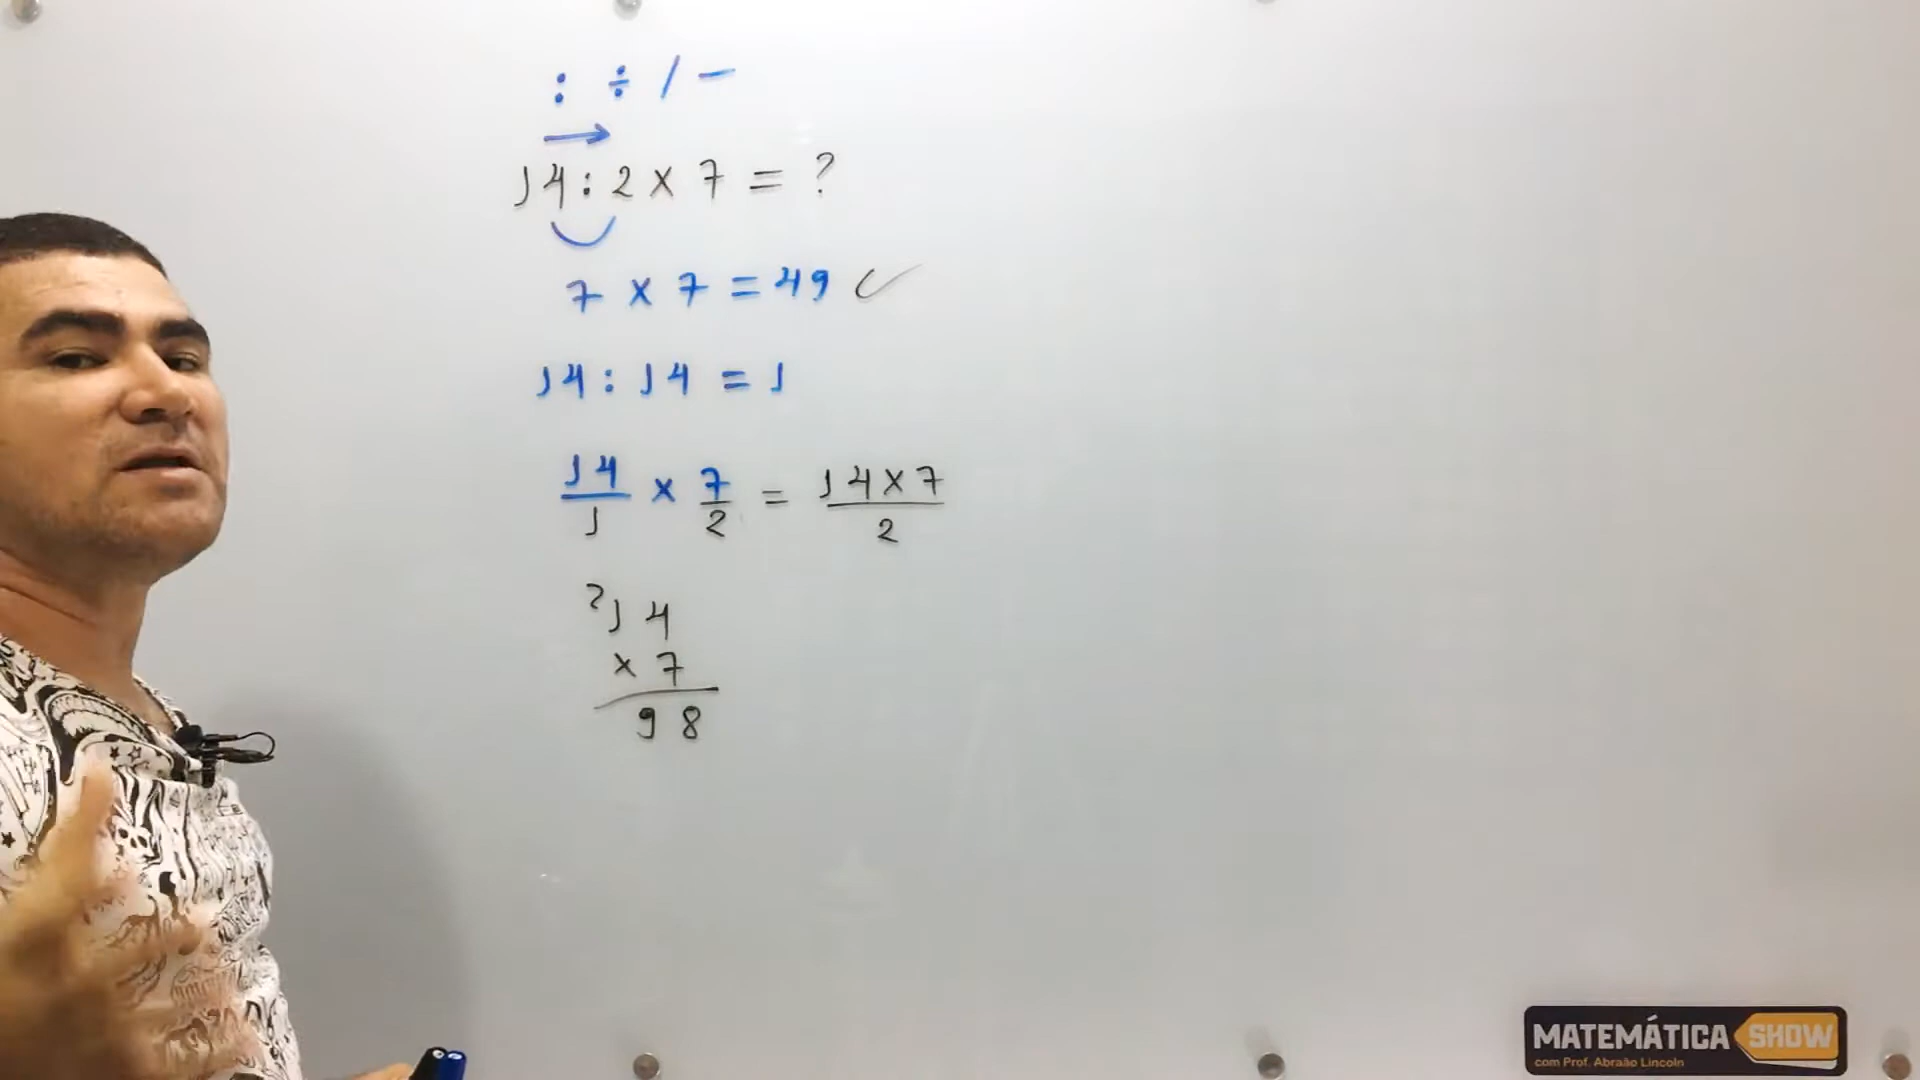 : ÷ / −
→
14 : 2 × 7 = ?
7 × 7 = 49 ✓
14 : 14 = 1
14/1 × 7/2 = 14×7/2
2
14
× 7
98
MATEMÁTICA SHOW
com Prof. Abraão Lincoln